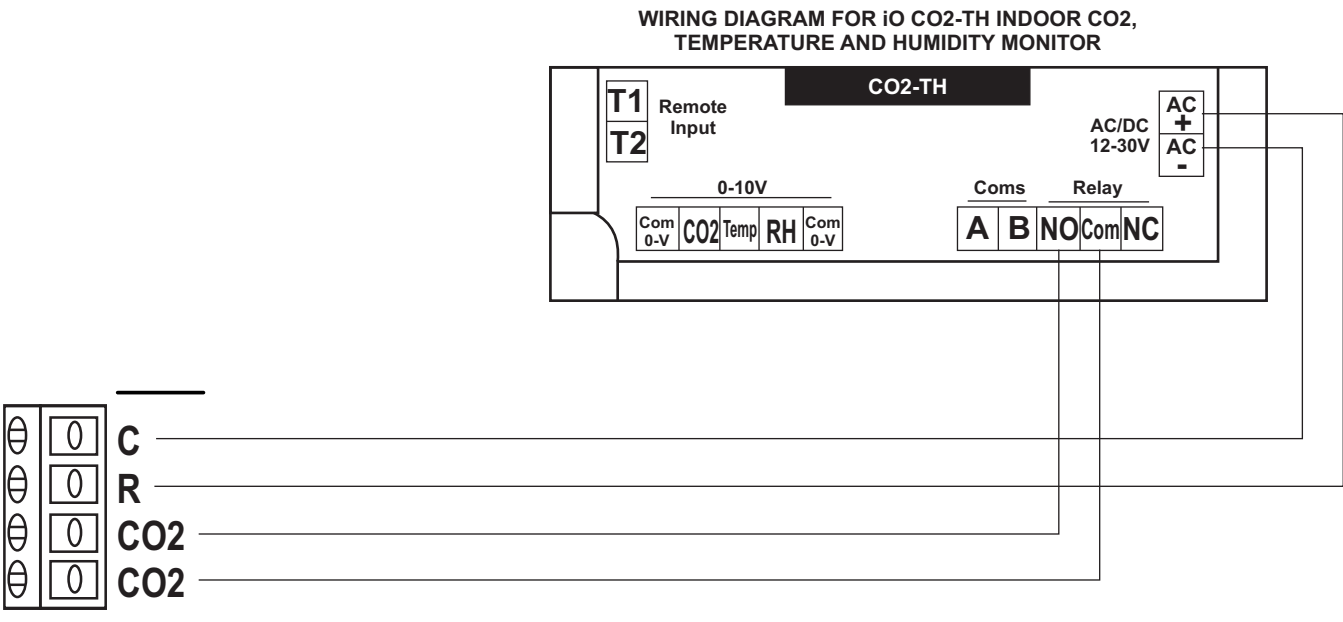 WIRING DIAGRAM FOR iO CO2-TH INDOOR CO2,
TEMPERATURE AND HUMIDITY MONITOR
CO2-TH
T1
T2
Remote
Input
AC/DC
12-30V
AC
+
AC
-
0-10V
Com
0-V
CO2
Temp
RH
Com
0-V
Coms
Relay
A
B
NO
Com
NC
C
R
CO2
CO2